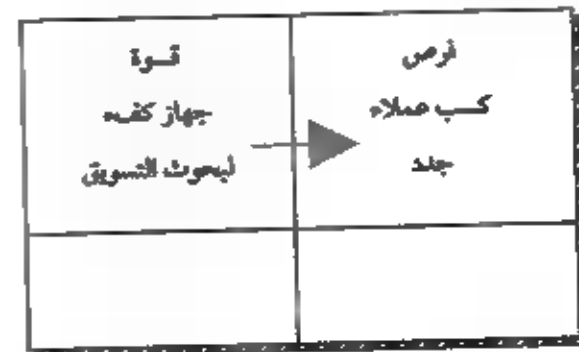 فرص
كسب عملاء
جدد
قوة
جهاز كفء
لبحوث التسويق